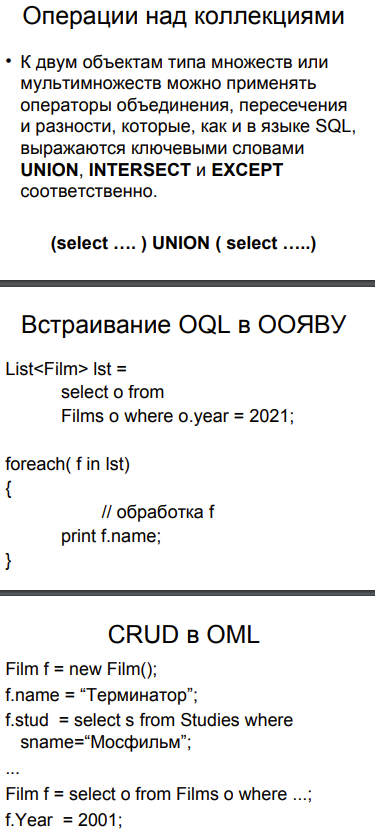 Операции над коллекциями
• К двум объектам типа множеств или
мультимножеств можно применять
операторы объединения, пересечения
и разности, которые, как и в языке SQL,
выражаются ключевыми словами
UNION, INTERSECT и EXCEPT
соответственно.
(select …. ) UNION ( select …..)
Встраивание OQL в ООЯВУ
List<Film> lst =
select o from
Films o where o.year = 2021;
foreach( f in lst)
{
// обработка f
print f.name;
}
CRUD в OML
Film f = new Film();
f.name = “Терминатор”;
f.stud = select s from Studies where
sname=“Мосфильм”;
...
Film f = select o from Films o where ...;
f.Year = 2001;